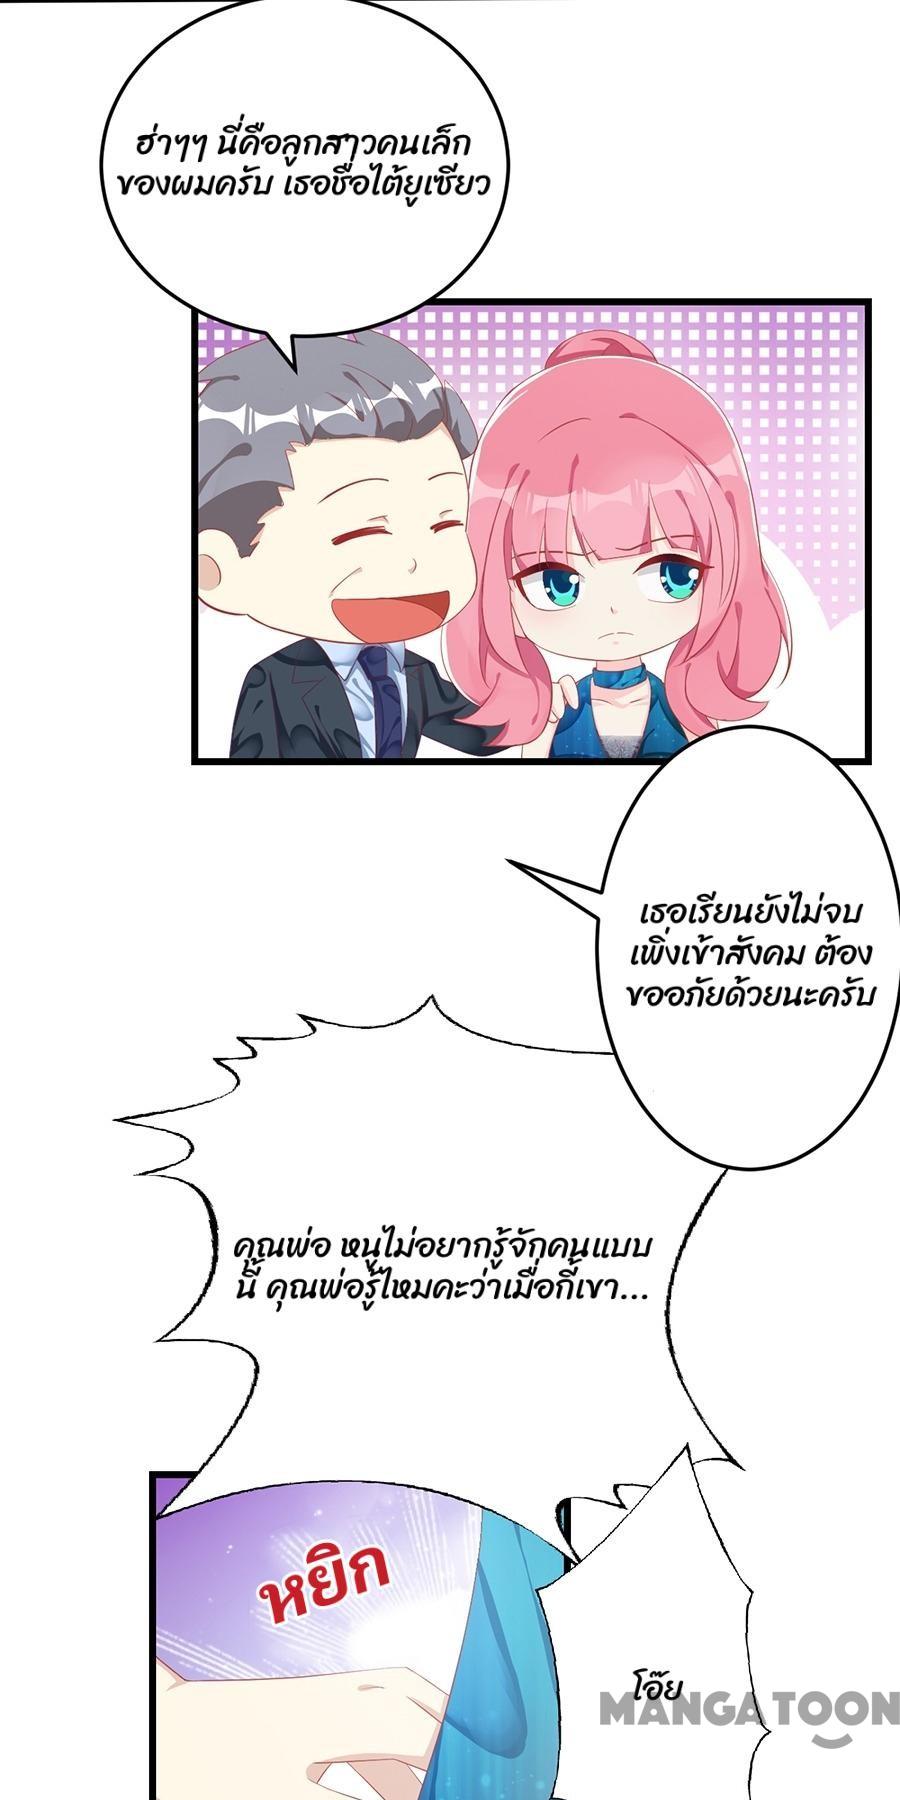 ฮ่าๆๆ นี่คือลูกสาวคนเล็ก
ของผมครับ เธอชื่อไต้ยูเซียว
เธอเรียนยังไม่จบ
เพิ่งเข้าสังคม ต้อง
ขออภัยด้วยนะครับ
คุณพ่อ หนูไม่อยากรู้จักคนแบบ
นี้ คุณพ่อรู้ไหมคะว่าเมื่อกี้เขา...
หยิก
โอ๊ย
MANGATOON